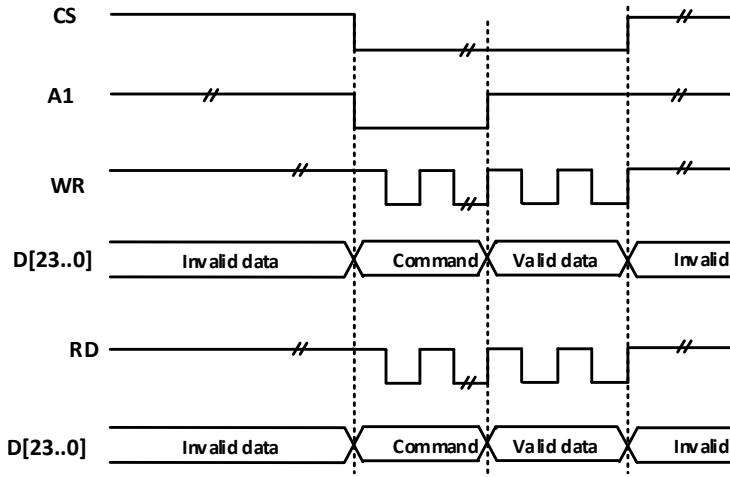 CS
A1
WR
D[23..0] Invalid data Command Valid data Invalid
RD
D[23..0] Invalid data Command Valid data Invalid